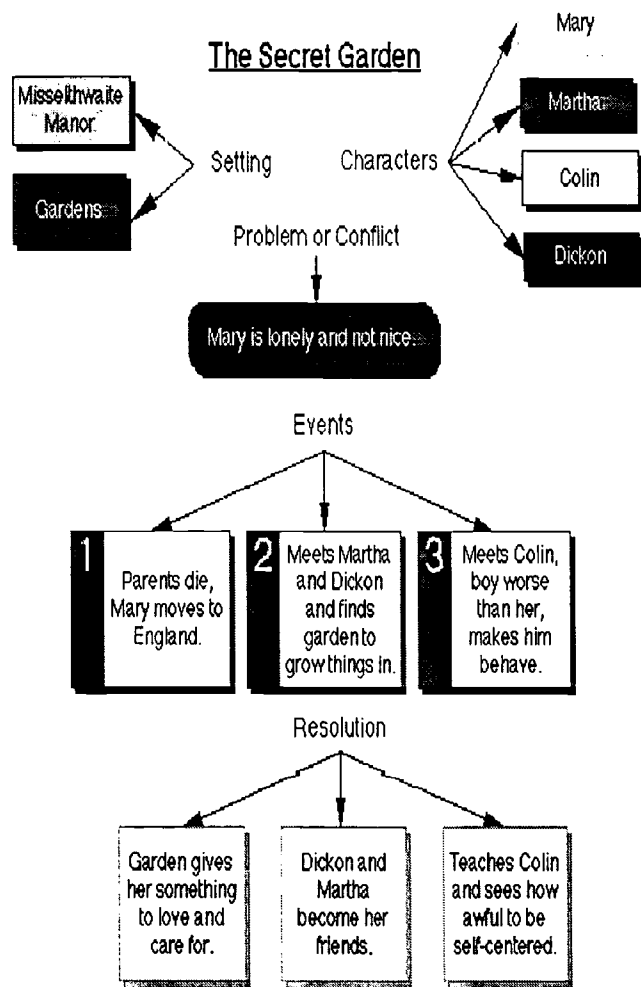 The Secret Garden
Misselthwaite
Manor.
Gardens
Setting
Characters
Mary
Martha
Colin
Dickon
Problem or Conflict
Mary is lonely and not nice.
Events
1
Parents die,
Mary moves to
England.
2
Meets Martha
and Dickon
and finds
garden to
grow things in.
3
Meets Colin,
boy worse
than her,
makes him
behave.
Resolution
Garden gives
her something
to love and
care for.
Dickon and
Martha
become her
friends.
Teaches Colin
and sees how
awful to be
self-centered.